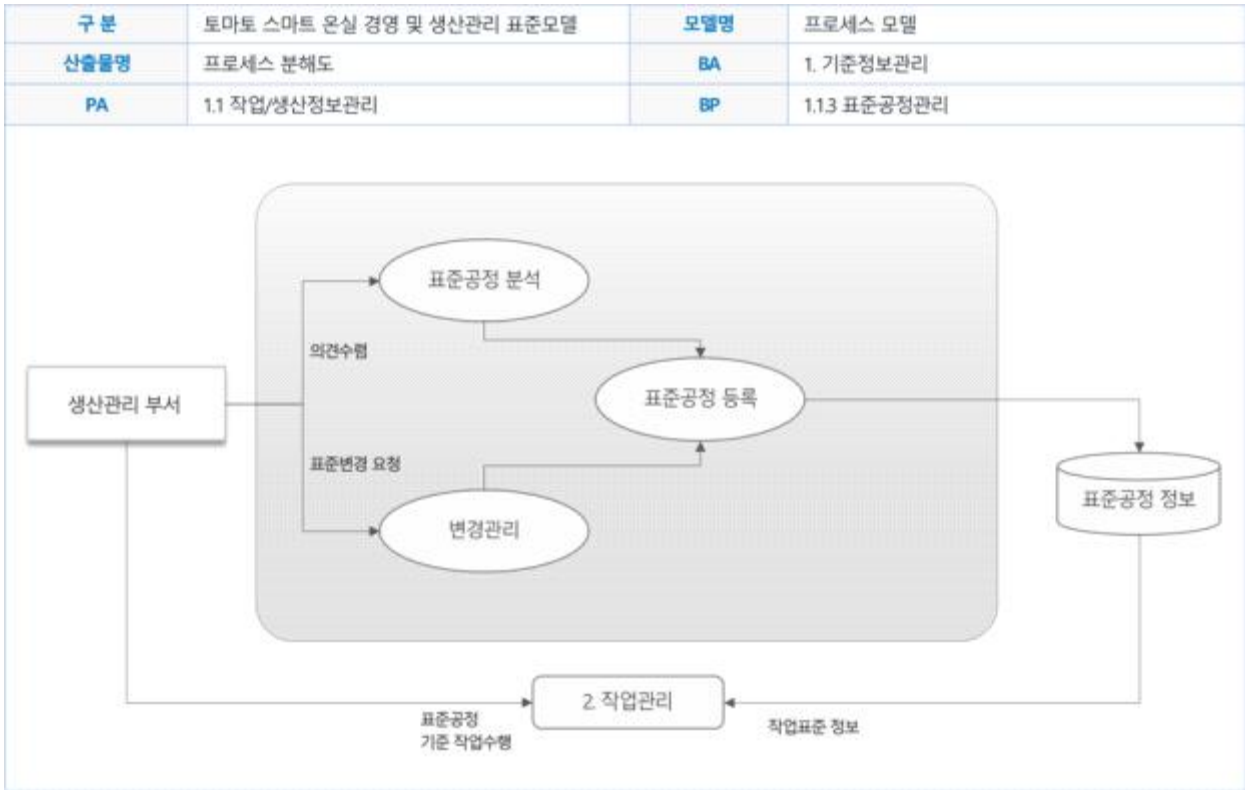 구 분 토마토 스마트 온실 경영 및 생산관리 표준모델 모델명 프로세스 모델
산출물명 프로세스 분해도 BA 1. 기준정보관리
PA 1.1 작업/생산정보관리 BP 1.1.3 표준공정관리
표준공정 분석
의견수렴
생산관리 부서
표준공정 등록
표준변경 요청
변경관리
표준공정 정보
2. 작업관리
표준공정
기준 작업수행
작업표준 정보